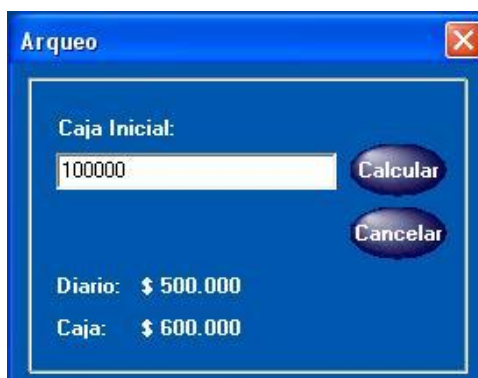 Arqueo
Caja Inicial:
100000
Calcular
Cancelar
Diario: $ 500.000
Caja: $ 600.000